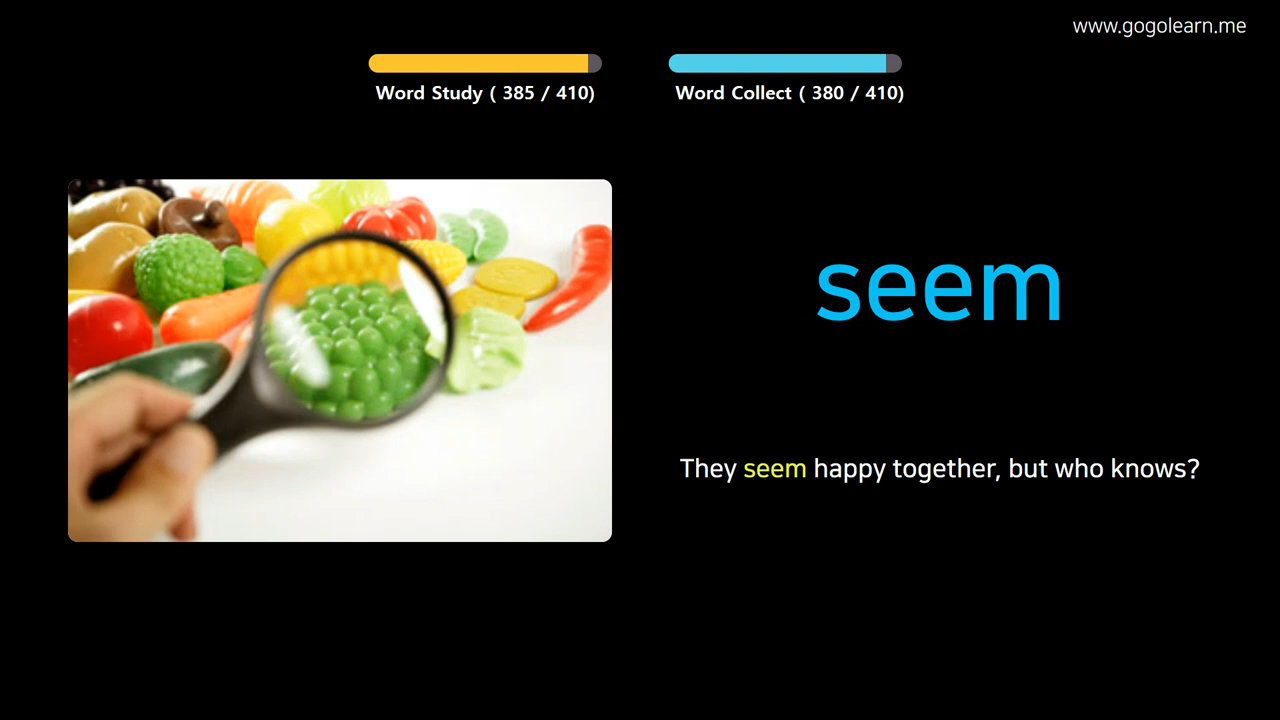 www.gogolearn.me
Word Study ( 385 / 410)
Word Collect ( 380 / 410)
seem
They seem happy together, but who knows?